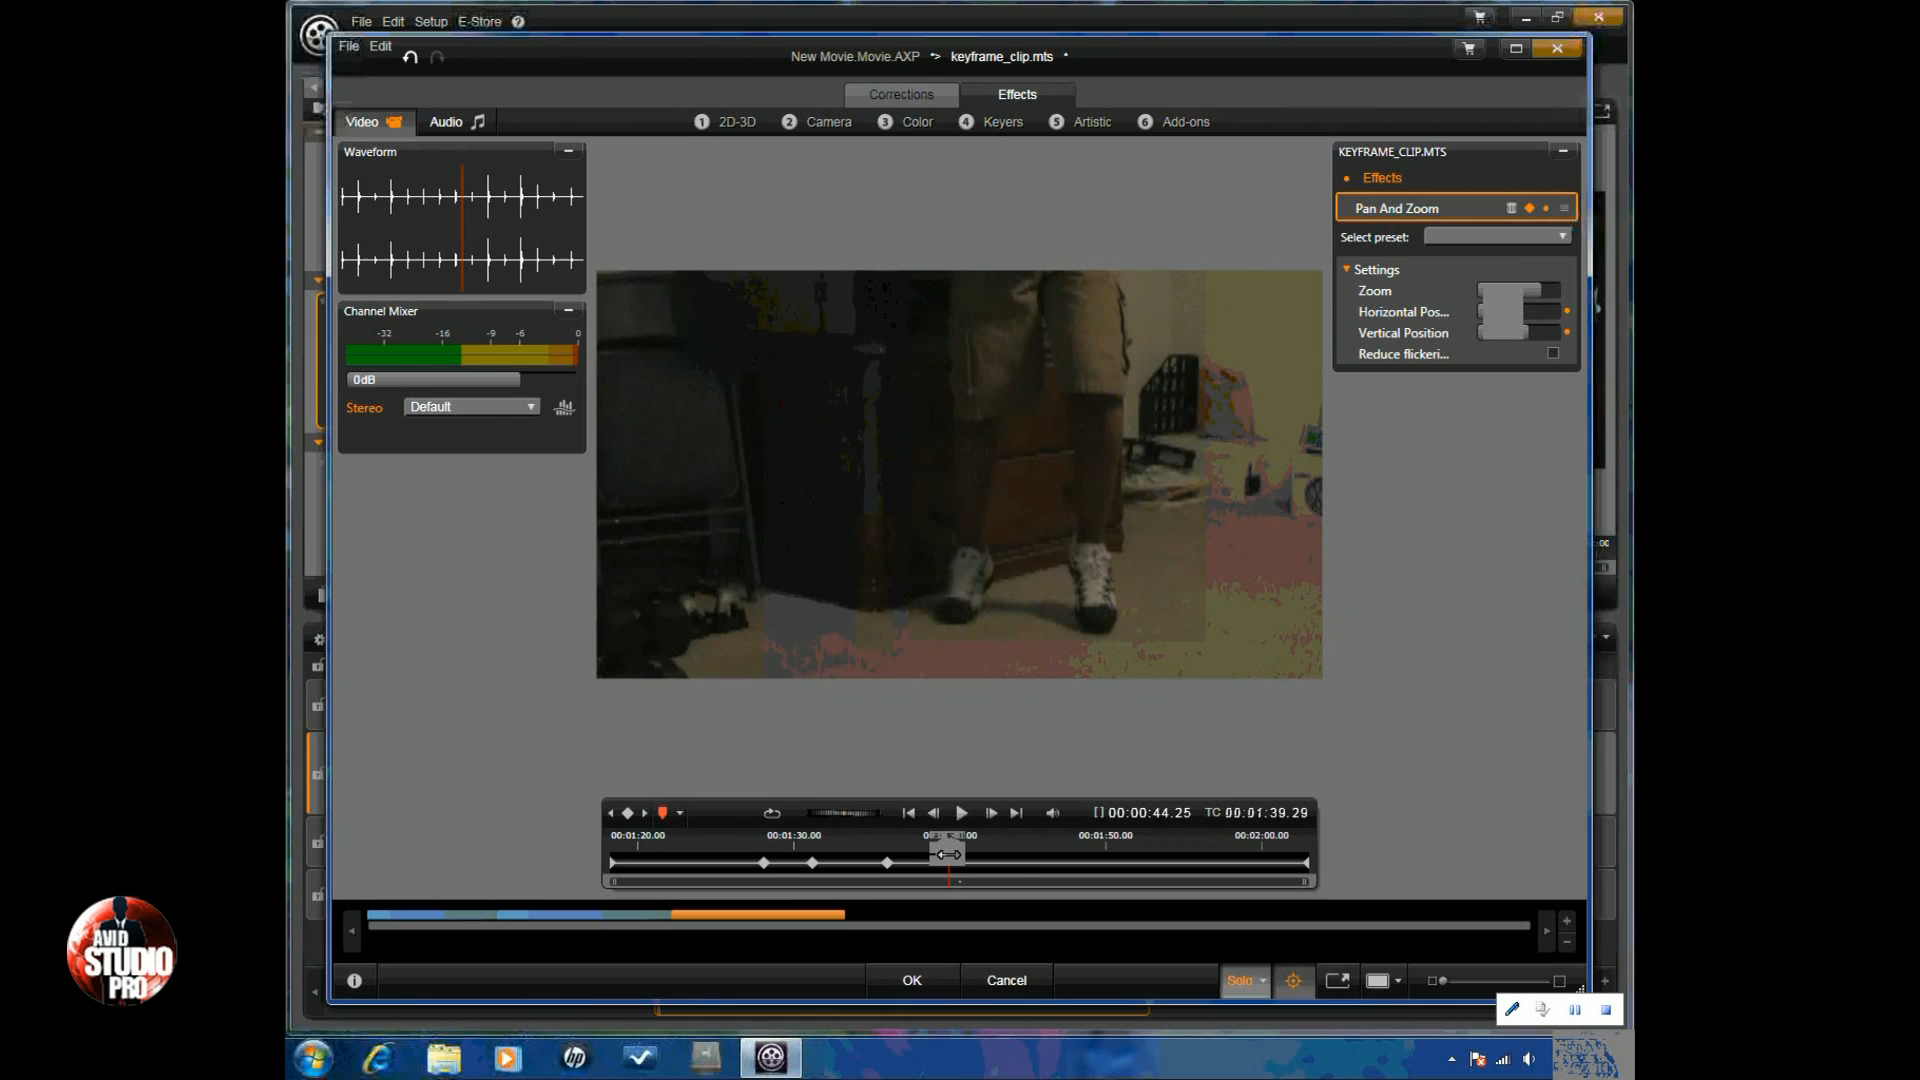 File Edit Setup E-Store ?
File Edit
New Movie.Movie.AXP keyframe_clip.mts
Corrections Effects
Video Audio 1 2D-3D 2 Camera 3 Color 4 Keyers 5 Artistic 6 Add-ons
Waveform
KEYFRAME_CLIP.MTS
Effects
Pan And Zoom
Select preset:
Settings
Zoom
Horizontal Pos...
Vertical Position
Reduce flickeri...
Channel Mixer
-32 -16 -9 -6 0
0dB
Stereo Default
[] 00:00:44.25 TC 00:01:39.29
00:01:20.00 00:01:30.00 00:01:50.00 00:02:00.00
AVID
STUDIO
PRO
OK Cancel Solo
hp